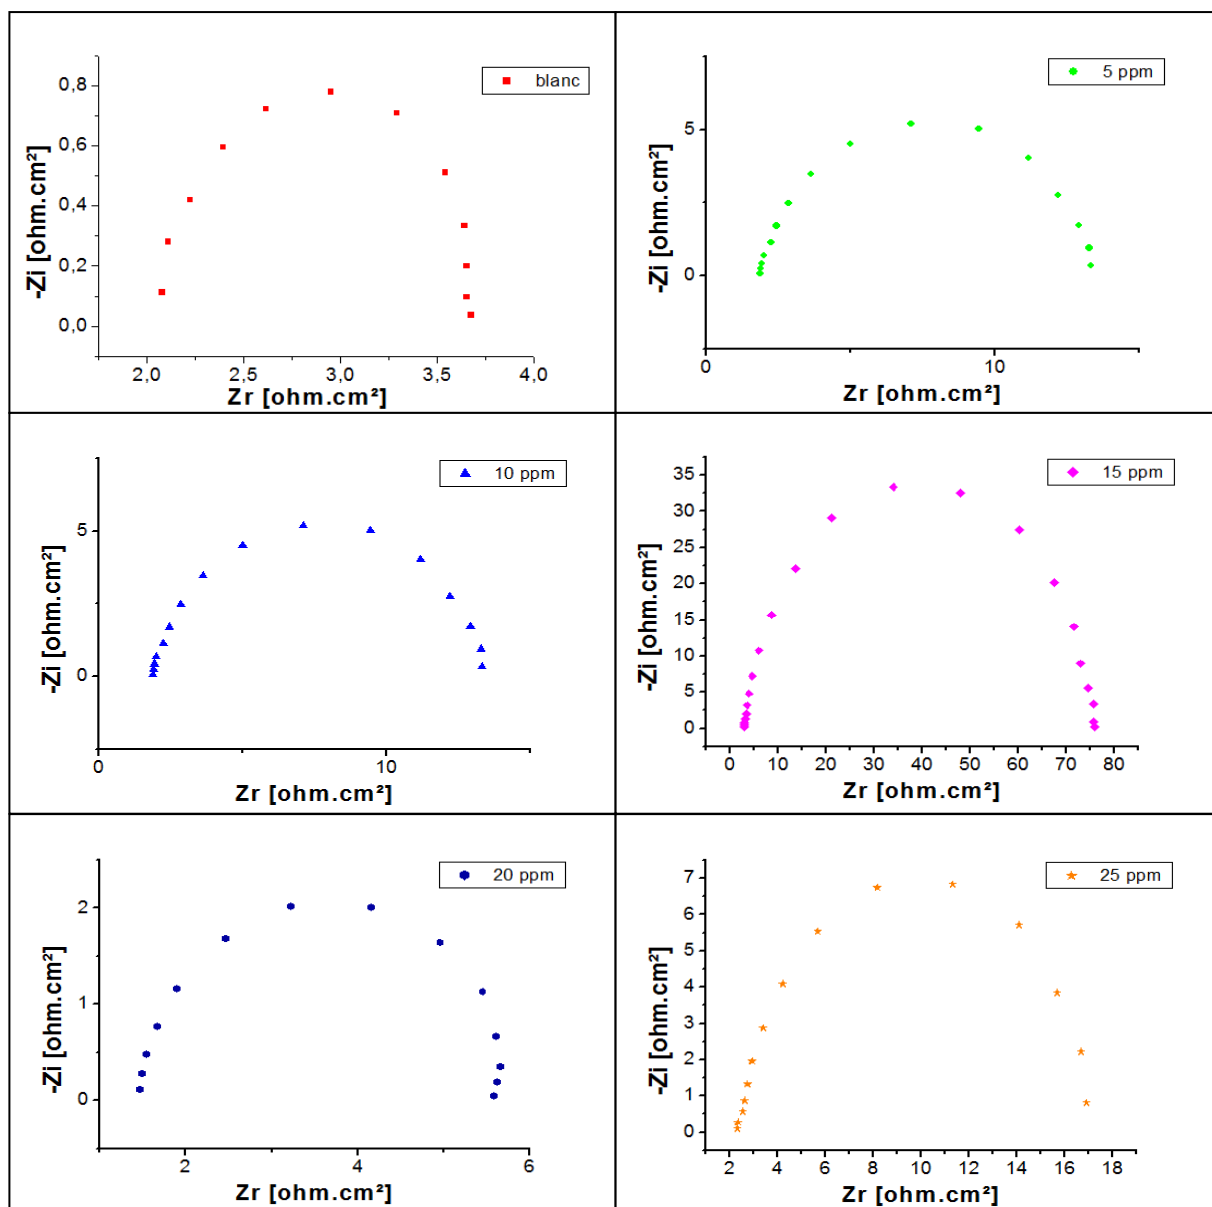 blanc
-Zi [ohm.cm²]
0,8
0,6
0,4
0,2
0,0
2,0 2,5 3,0 3,5 4,0
Zr [ohm.cm²]
5 ppm
-Zi [ohm.cm²]
5
0
0 10
Zr [ohm.cm²]
10 ppm
-Zi [ohm.cm²]
5
0
0 10
Zr [ohm.cm²]
15 ppm
-Zi [ohm.cm²]
35
30
25
20
15
10
5
0
0 10 20 30 40 50 60 70 80
Zr [ohm.cm²]
20 ppm
-Zi [ohm.cm²]
2
1
0
2 4 6
Zr [ohm.cm²]
25 ppm
-Zi [ohm.cm²]
7
6
5
4
3
2
1
0
2 4 6 8 10 12 14 16 18
Zr [ohm.cm²]